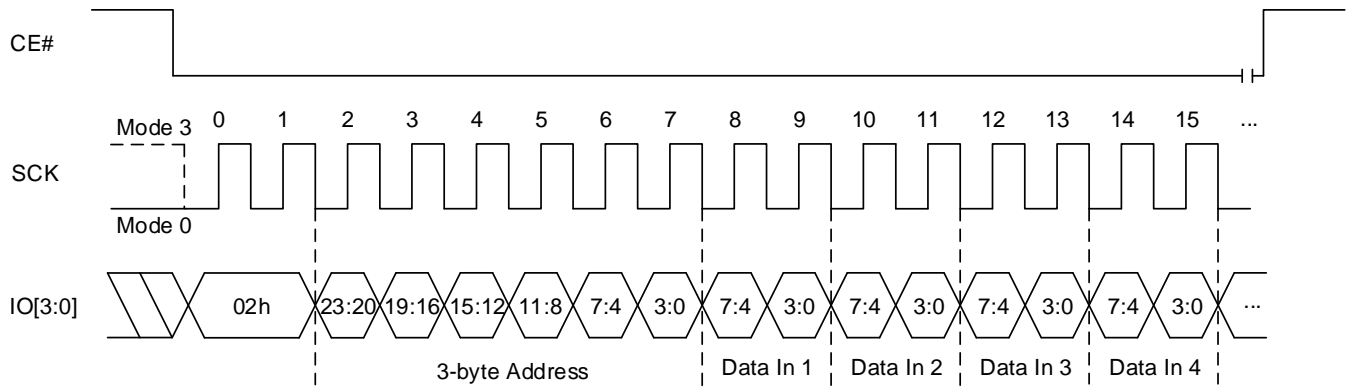 CE#
Mode 3 0 1 2 3 4 5 6 7 8 9 10 11 12 13 14 15 ...
SCK
Mode 0
IO[3:0] 02h 23:20 19:16 15:12 11:8 7:4 3:0 7:4 3:0 7:4 3:0 7:4 3:0 7:4 3:0 ...
3-byte Address Data In 1 Data In 2 Data In 3 Data In 4